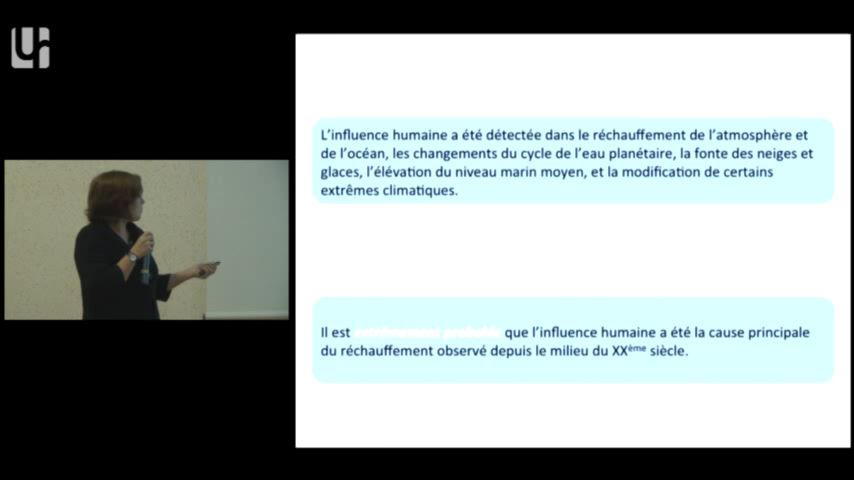 L'influence humaine a été détectée dans le réchauffement de l'atmosphère et
de l'océan, les changements du cycle de l'eau planétaire, la fonte des neiges et
glaces, l'élévation du niveau marin moyen, et la modification de certains
extrêmes climatiques.
Il est extrêmement probable que l'influence humaine a été la cause principale
du réchauffement observé depuis le milieu du XXème siècle.